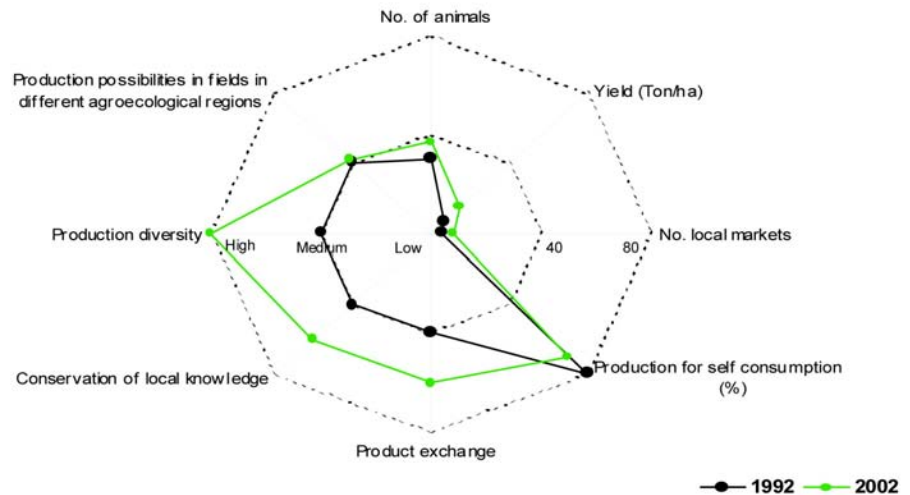 No. of animals
Production possibilities in fields in
different agroecological regions
Yield (Ton/ha)
Production diversity
High
Medium
Low
40
80
No. local markets
Production for self consumption
(%)
Conservation of local knowledge
Product exchange
1992
2002